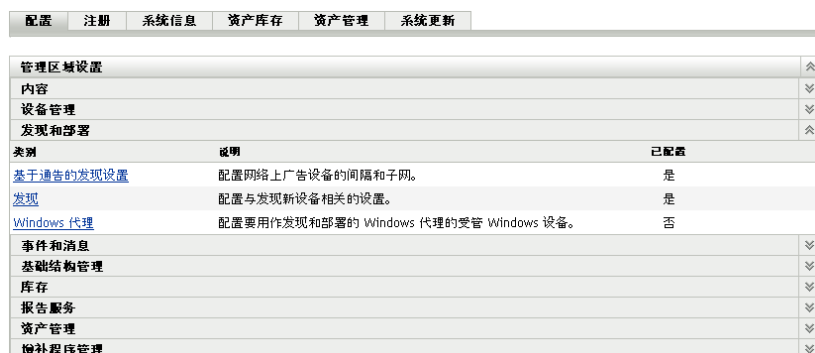 配置 注册 系统信息 资产库存 资产管理 系统更新
管理区域设置
内容
设备管理
发现和部署
类别 说明 已配置
基于通告的发现设置 配置网络上广告设备的间隔和子网。 是
发现 配置与发现新设备相关的设置。 是
Windows 代理 配置要用作发现和部署的 Windows 代理的受管 Windows 设备。 否
事件和消息
基础结构管理
库存
报告服务
资产管理
增补程序管理